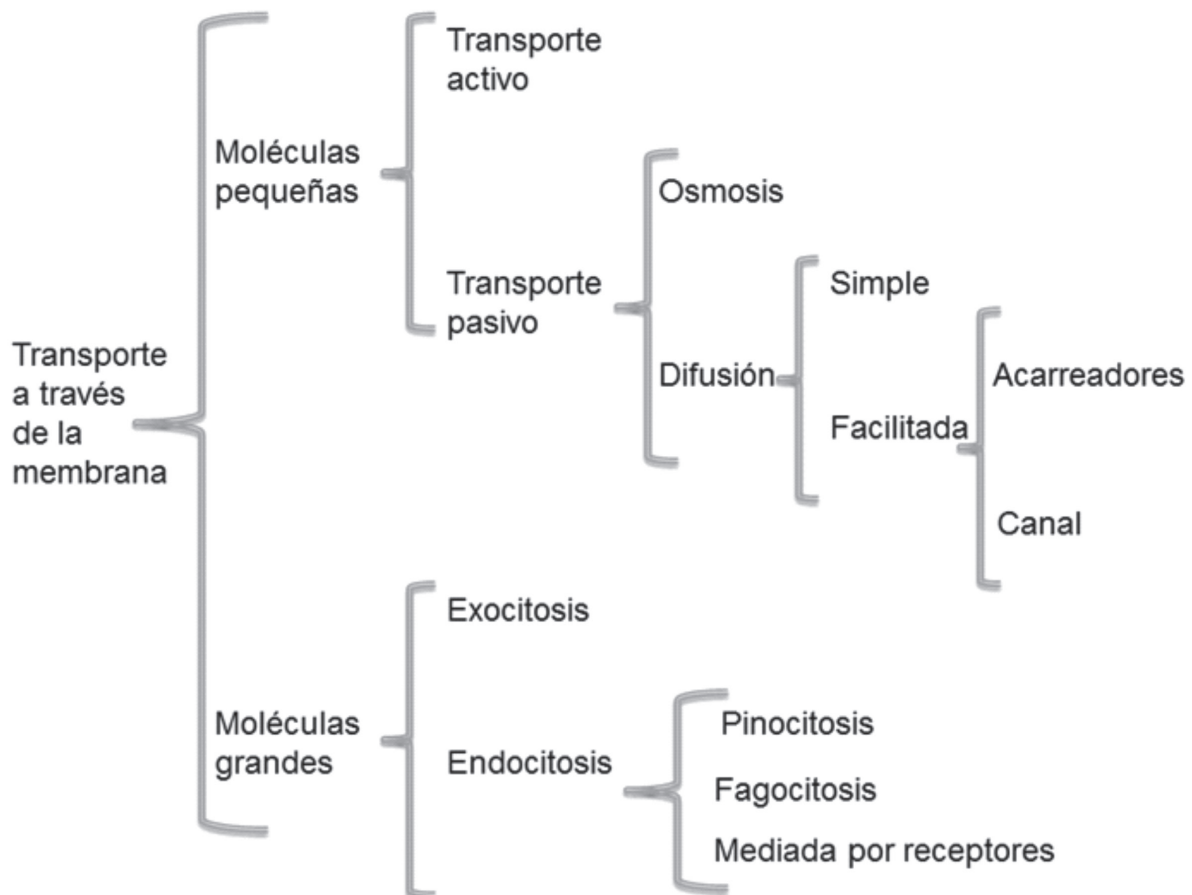 Transporte
a través
de la
membrana
Moléculas
pequeñas
Transporte
activo
Transporte
pasivo
Osmosis
Difusión
Simple
Facilitada
Acarreadores
Canal
Moléculas
grandes
Exocitosis
Endocitosis
Pinocitosis
Fagocitosis
Mediada por receptores